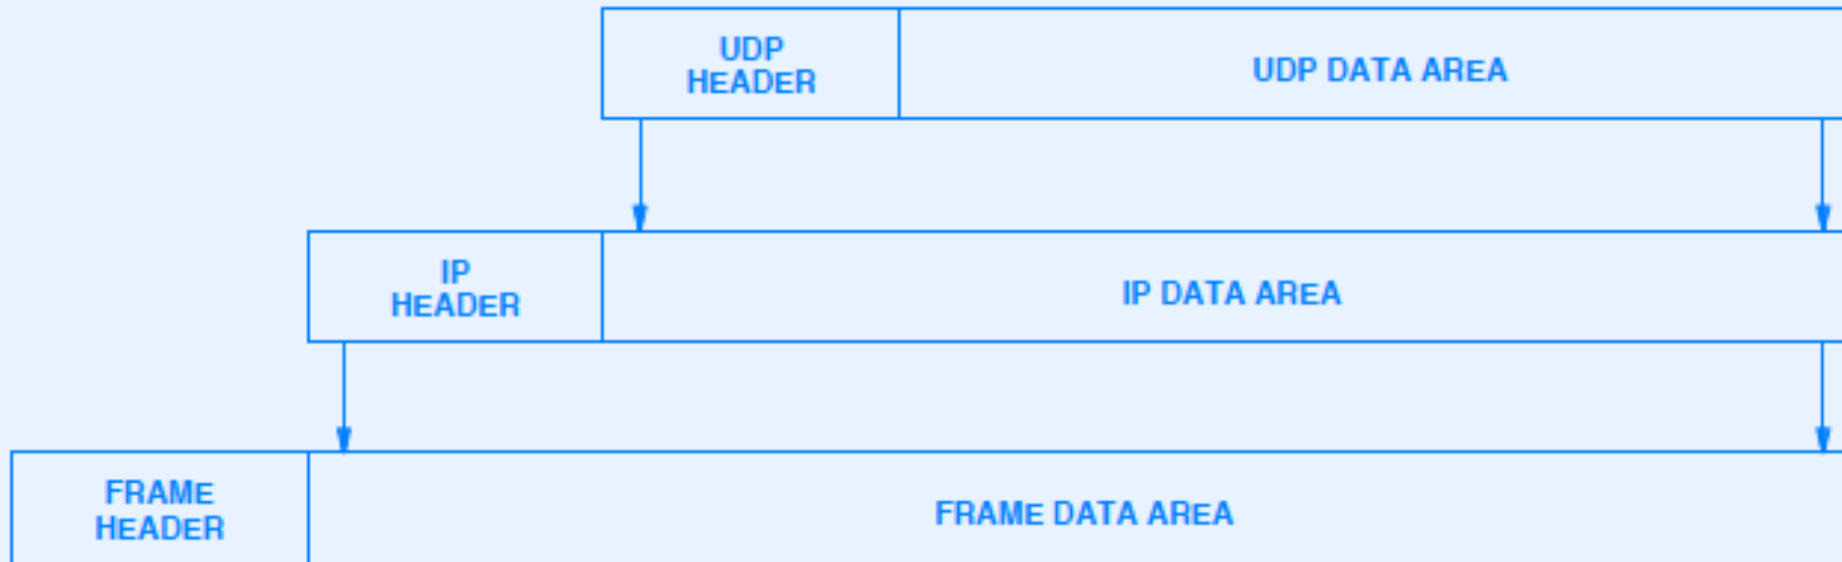 UDP
HEADER
UDP DATA AREA
IP
HEADER
IP DATA AREA
FRAME
HEADER
FRAME DATA AREA